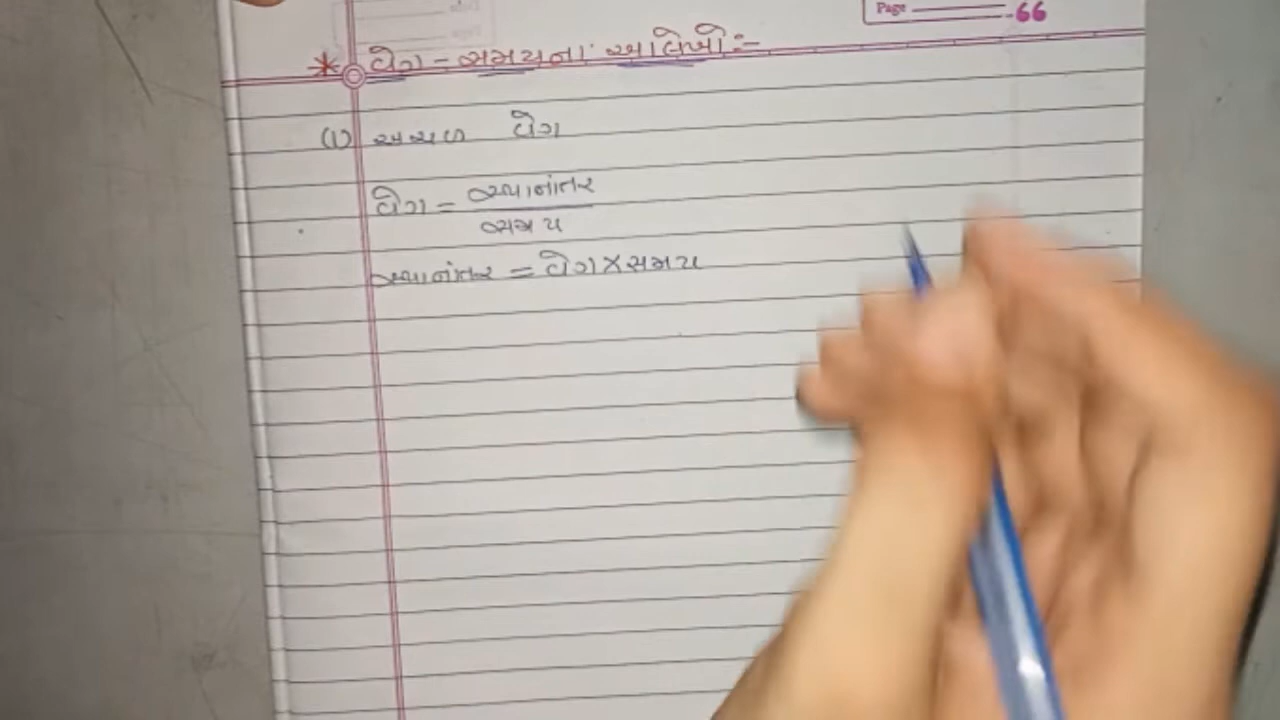 Page -66
* વેગ - સમયના આલેખો :-
(1) અચળ વેગ
વેગ = સ્થાનાંતર
સમય
સ્થાનાંતર = વેગ X સમય